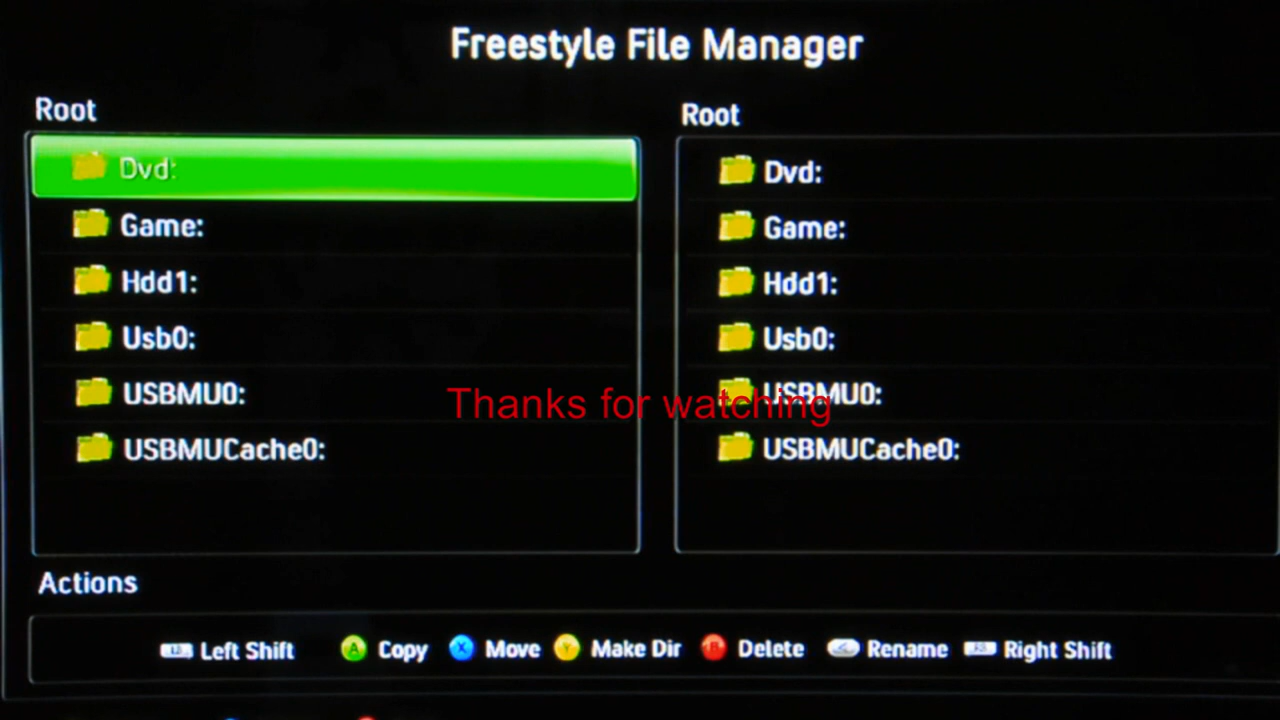 Freestyle File Manager
Root
Dvd:
Game:
Hdd1:
Usb0:
USBMU0:
USBMUCache0:
Root
Dvd:
Game:
Hdd1:
Usb0:
USBMU0:
USBMUCache0:
Thanks for watching
Actions
Left Shift A Copy X Move Y Make Dir B Delete Rename Right Shift